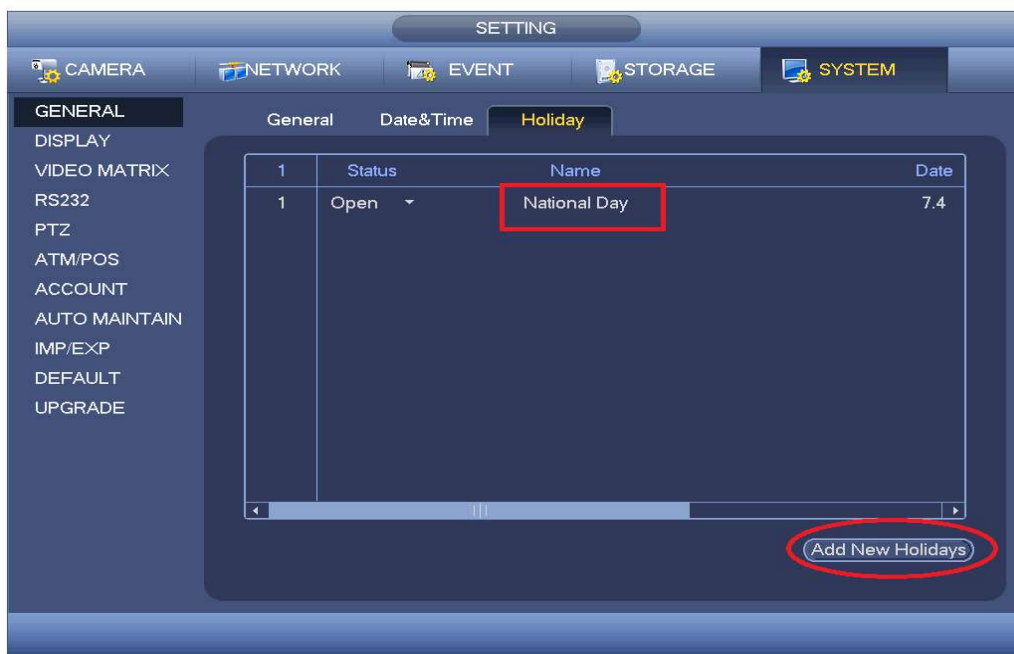 SETTING
CAMERA NETWORK EVENT STORAGE SYSTEM
GENERAL
DISPLAY
VIDEO MATRIX
RS232
PTZ
ATM/POS
ACCOUNT
AUTO MAINTAIN
IMP/EXP
DEFAULT
UPGRADE
General Date&Time Holiday
1 Status Name Date
1 Open National Day 7.4
Add New Holidays